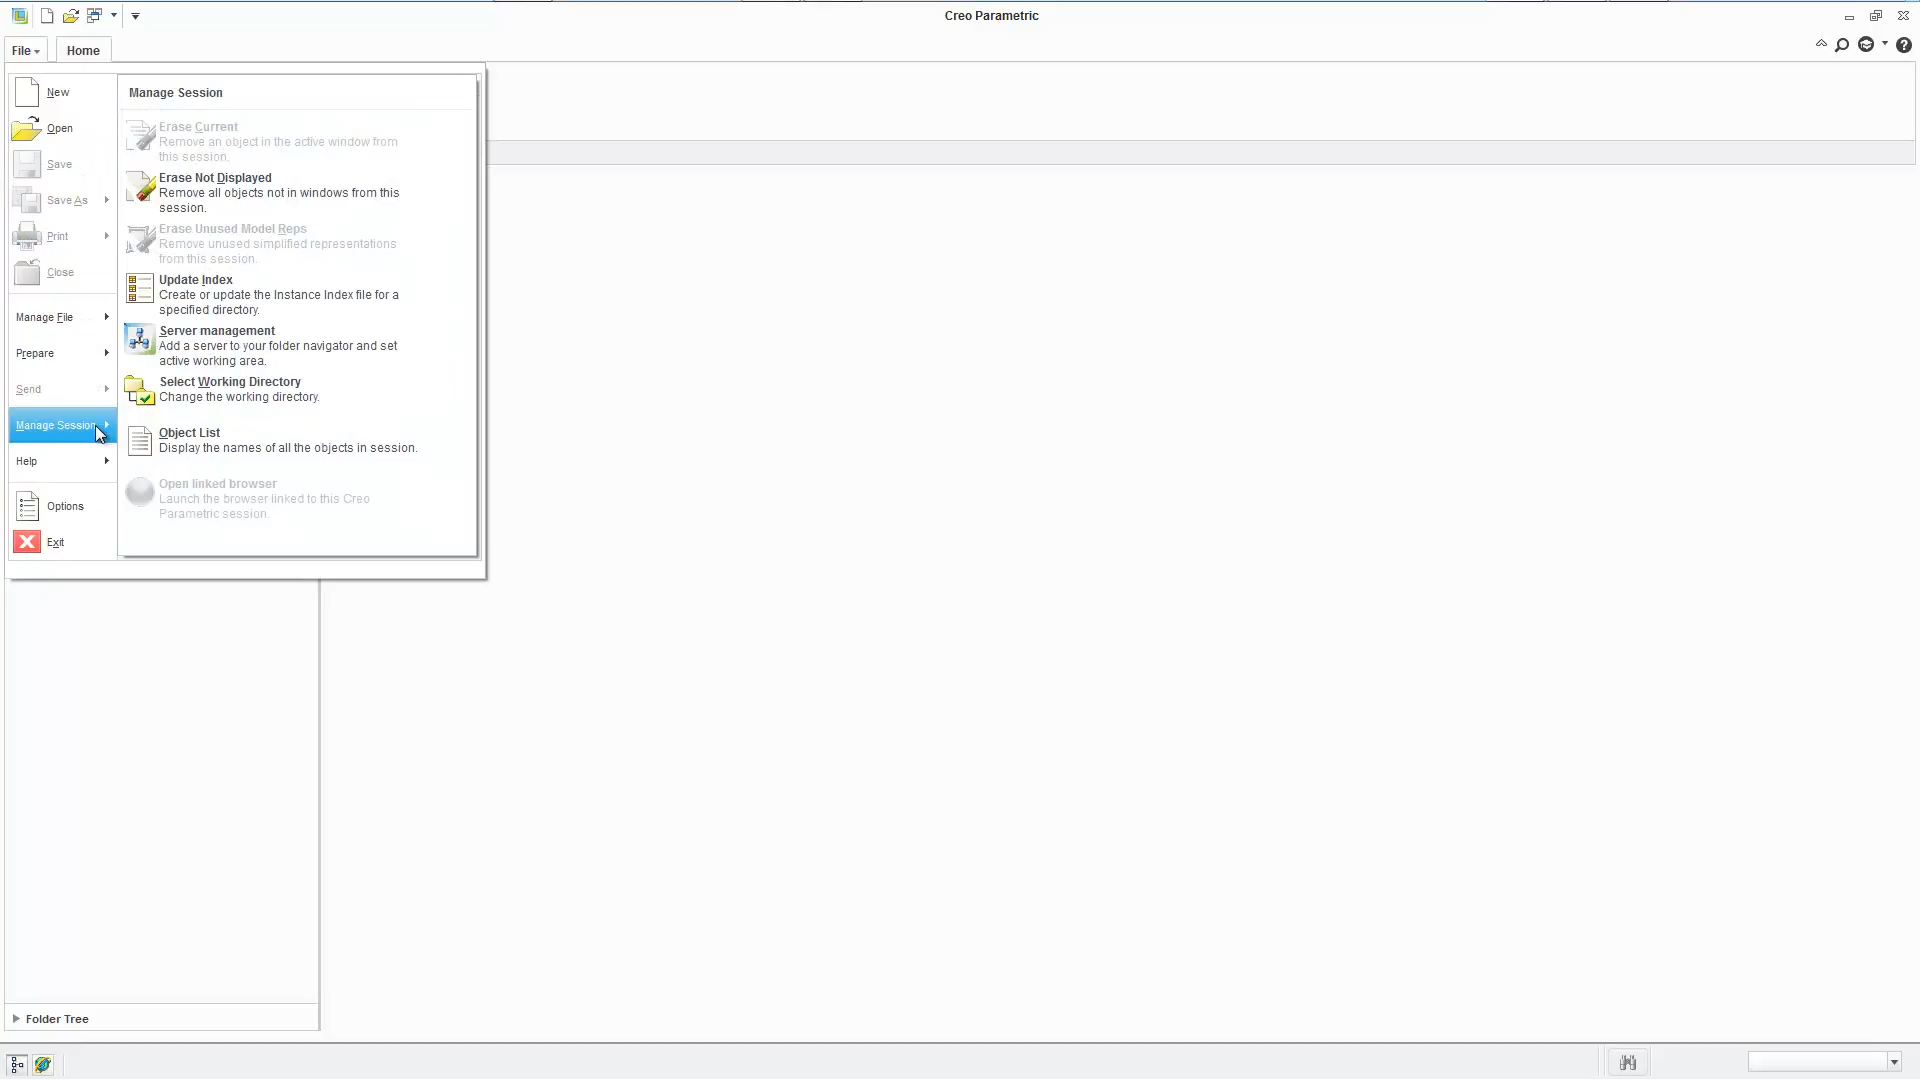 Creo Parametric
File
Home
New
Open
Save
Save As
Print
Close
Manage File
Prepare
Send
Manage Session
Help
Options
Exit
Manage Session
Erase Current
Remove an object in the active window from
this session.
Erase Not Displayed
Remove all objects not in windows from this
session.
Erase Unused Model Reps
Remove unused simplified representations
from this session.
Update Index
Create or update the Instance Index file for a
specified directory.
Server management
Add a server to your folder navigator and set
active working area.
Select Working Directory
Change the working directory.
Object List
Display the names of all the objects in session.
Open linked browser
Launch the browser linked to this Creo
Parametric session.
Folder Tree